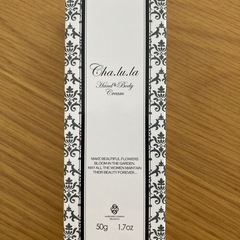 Cha.lu.la
Hand & Body
Cream
MAKE BEAUTIFUL FLOWERS
BLOOM IN THE GARDEN.
MAY ALL THE WOMEN MAINTAIN
THEIR BEAUTY FOREVER...
50g 1.7oz